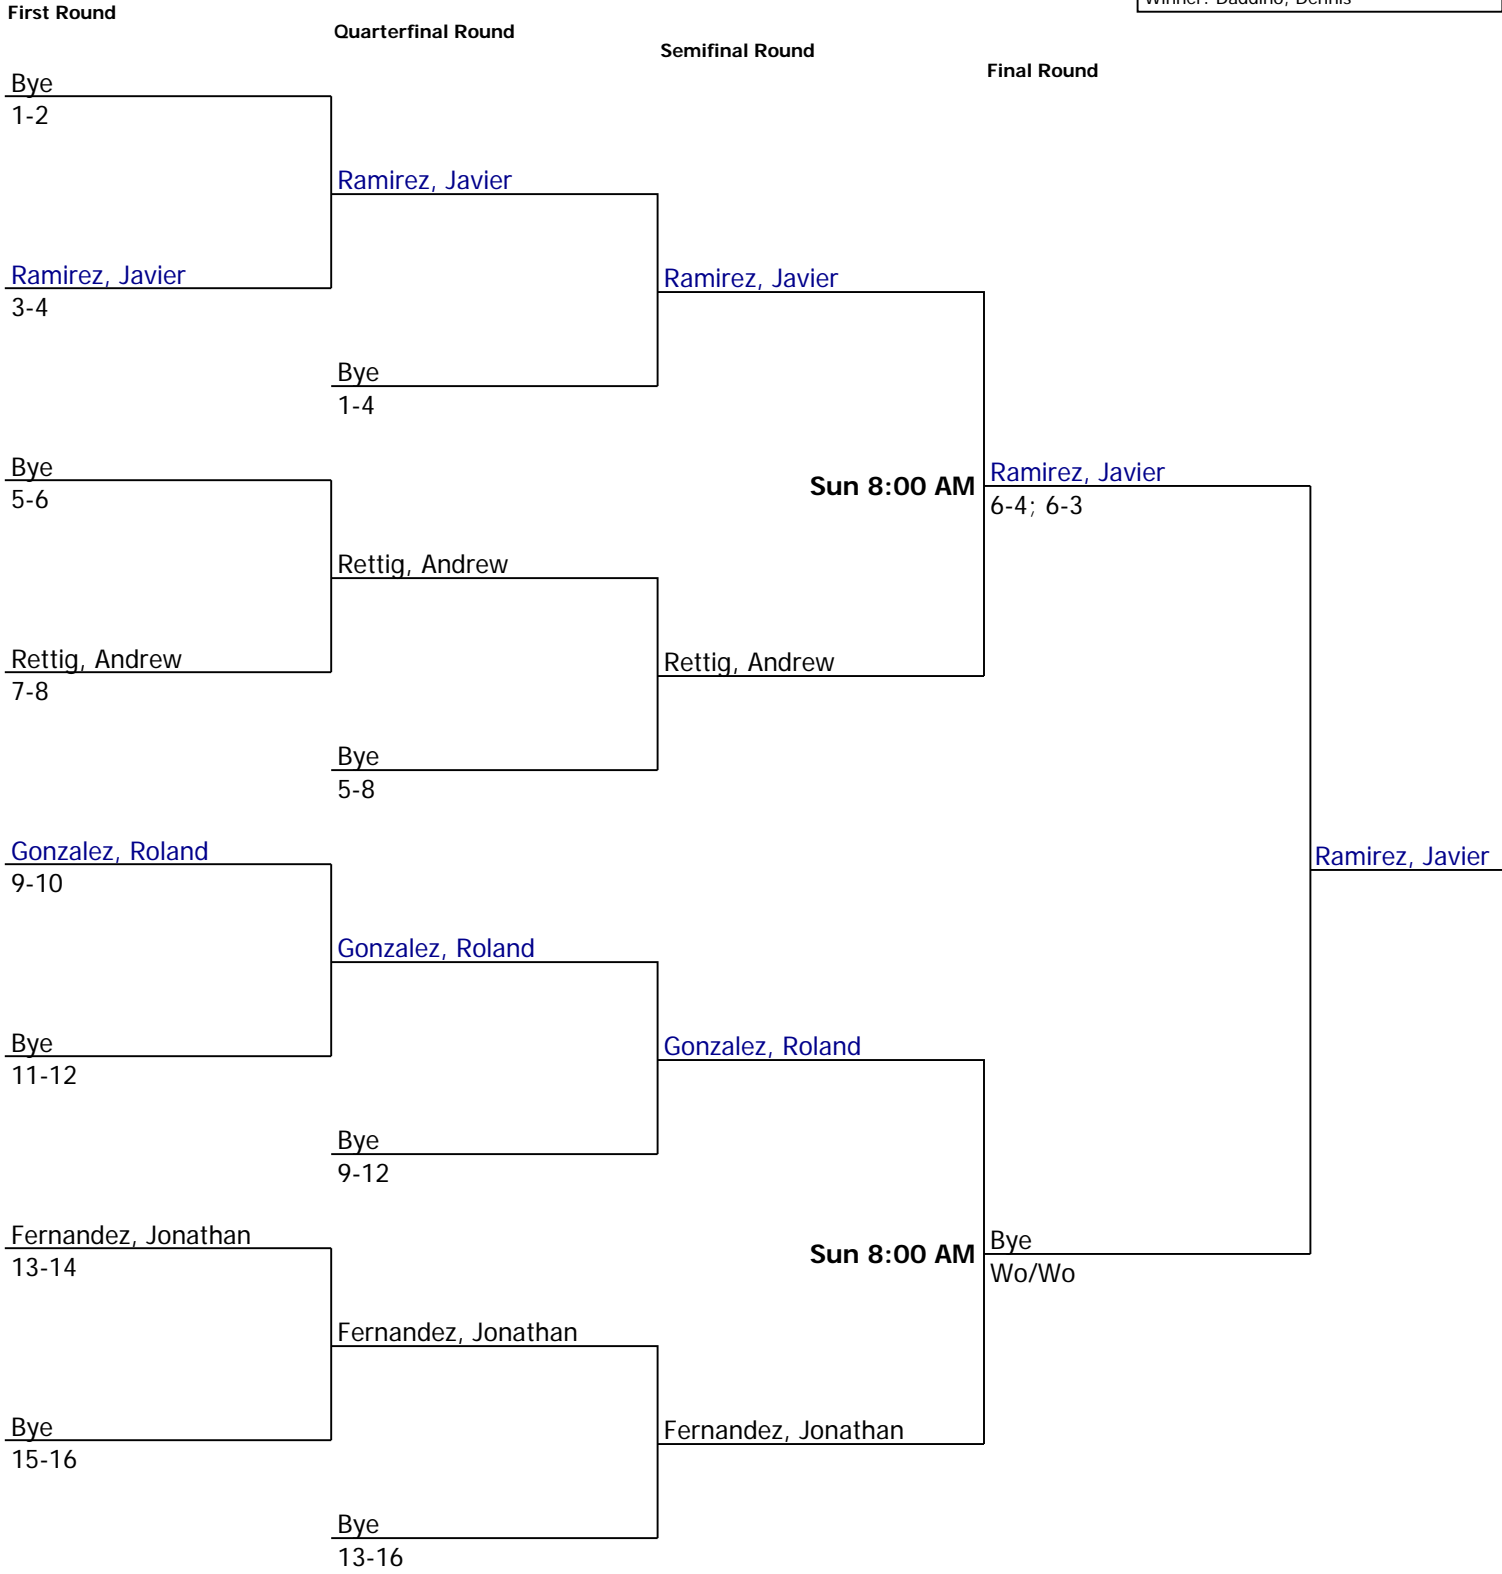 Winner: Baddino, Dennis
First Round
Quarterfinal Round
Semifinal Round
Final Round
Bye
1-2
Ramirez, Javier
Ramirez, Javier
3-4
Ramirez, Javier
Bye
1-4
Bye
5-6
Sun 8:00 AM
Ramirez, Javier
6-4; 6-3
Rettig, Andrew
Rettig, Andrew
7-8
Rettig, Andrew
Bye
5-8
Gonzalez, Roland
9-10
Ramirez, Javier
Gonzalez, Roland
Bye
11-12
Gonzalez, Roland
Bye
9-12
Fernandez, Jonathan
13-14
Sun 8:00 AM
Bye
Wo/Wo
Fernandez, Jonathan
Bye
15-16
Fernandez, Jonathan
Bye
13-16